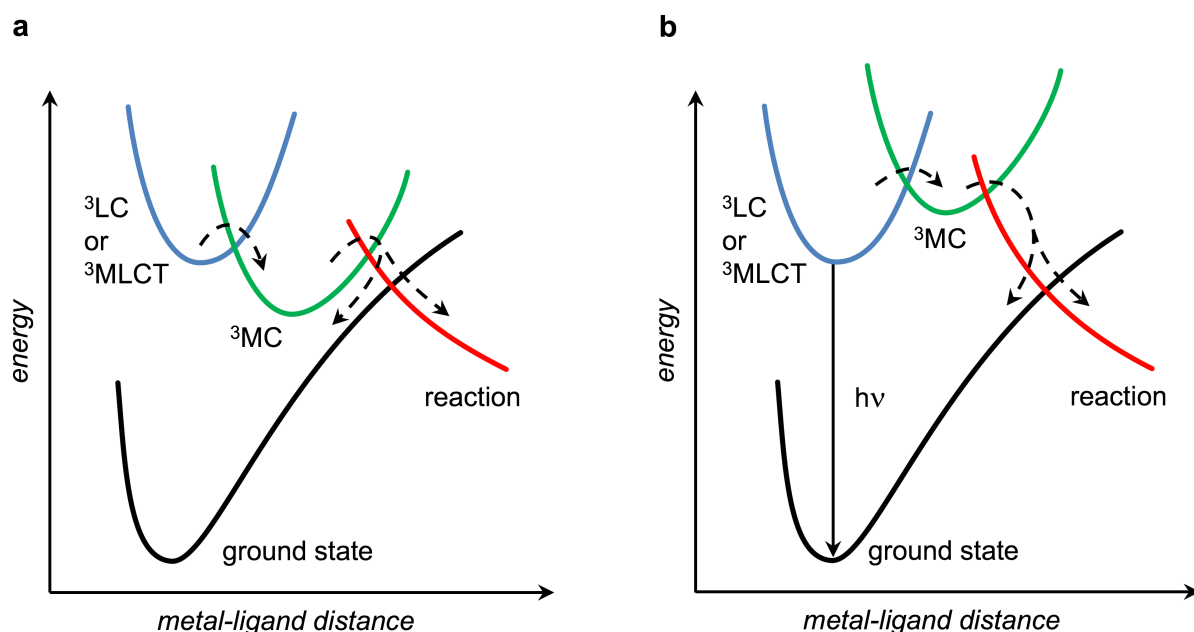 a
³LC
or
³MLCT
³MC
energy
reaction
ground state
metal-ligand distance
b
³LC
or
³MLCT
³MC
energy
hν
reaction
ground state
metal-ligand distance